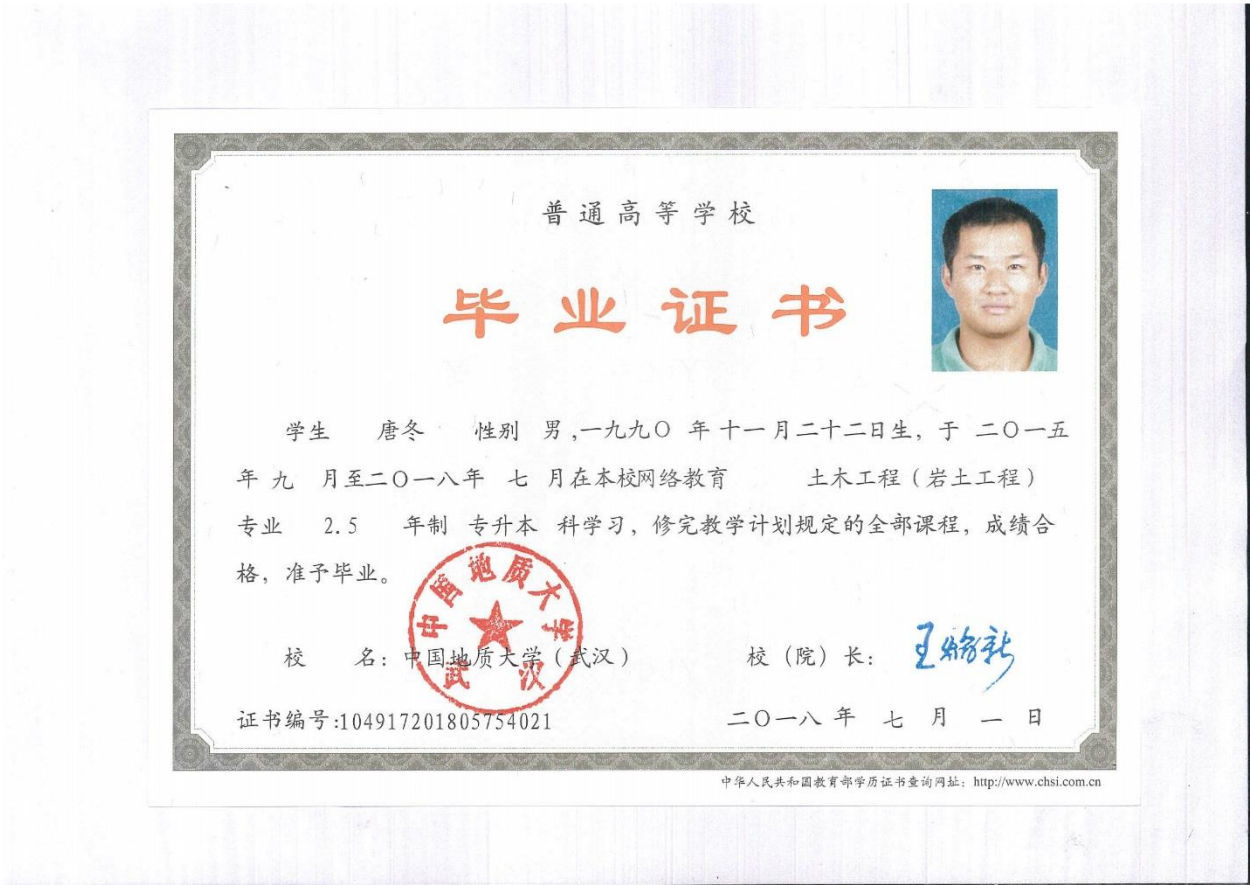 普通高等学校
毕业证书
学生 唐冬 性别 男,一九九〇 年 十一 月二十二日生，于 二〇一五
年 九 月至二〇一八年 七 月在本校网络教育 土木工程（岩土工程）
专业 2.5 年制 专升本 科学习，修完教学计划规定的全部课程，成绩合
格，准予毕业。
中国地质大学
武汉
校 名：中国地质大学（武汉） 校（院）长：
证书编号:104917201805754021 二〇一八 年 七 月 一 日
中华人民共和国教育部学历证书查询网址：http://www.chsi.com.cn